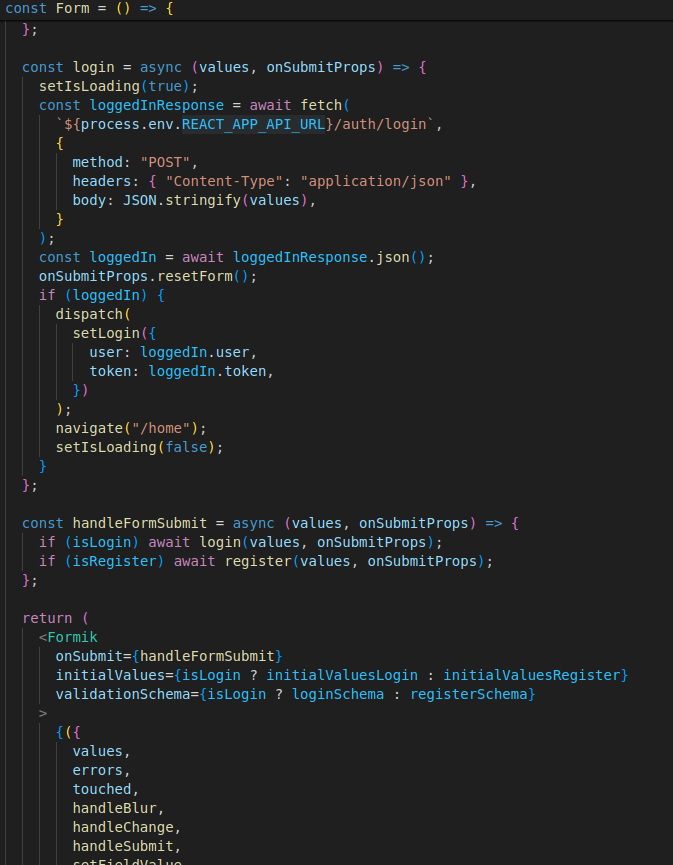 const Form = () => {
};
const login = async (values, onSubmitProps) => {
setIsLoading(true);
const loggedInResponse = await fetch(
`${process.env.REACT_APP_API_URL}/auth/login`,
{
method: "POST",
headers: { "Content-Type": "application/json" },
body: JSON.stringify(values),
}
);
const loggedIn = await loggedInResponse.json();
onSubmitProps.resetForm();
if (loggedIn) {
dispatch(
setLogin({
user: loggedIn.user,
token: loggedIn.token,
})
);
navigate("/home");
setIsLoading(false);
}
};
const handleFormSubmit = async (values, onSubmitProps) => {
if (isLogin) await login(values, onSubmitProps);
if (isRegister) await register(values, onSubmitProps);
};
return (
<Formik
onSubmit={handleFormSubmit}
initialValues={isLogin ? initialValuesLogin : initialValuesRegister}
validationSchema={isLogin ? loginSchema : registerSchema}
>
{({
values,
errors,
touched,
handleBlur,
handleChange,
handleSubmit,
setFieldValue